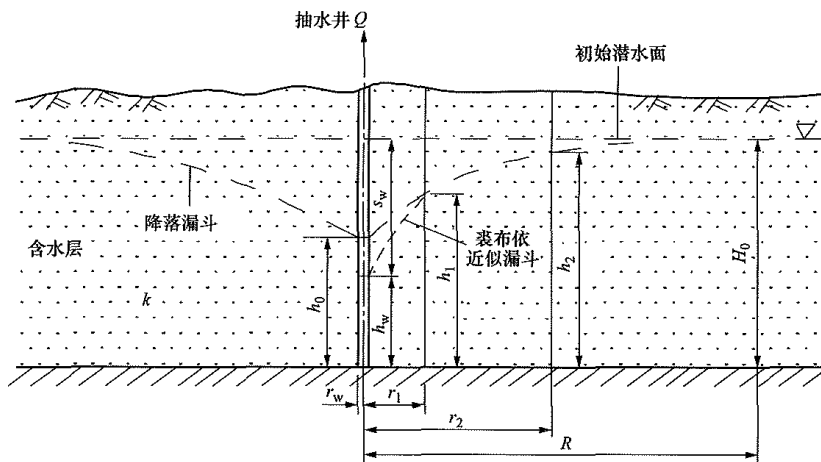 抽水井Q
初始潜水面
降落漏斗
s_w
裘布依
近似漏斗
含水层
k
h_0
h_w
h_1
h_2
H_0
r_w
r_1
r_2
R